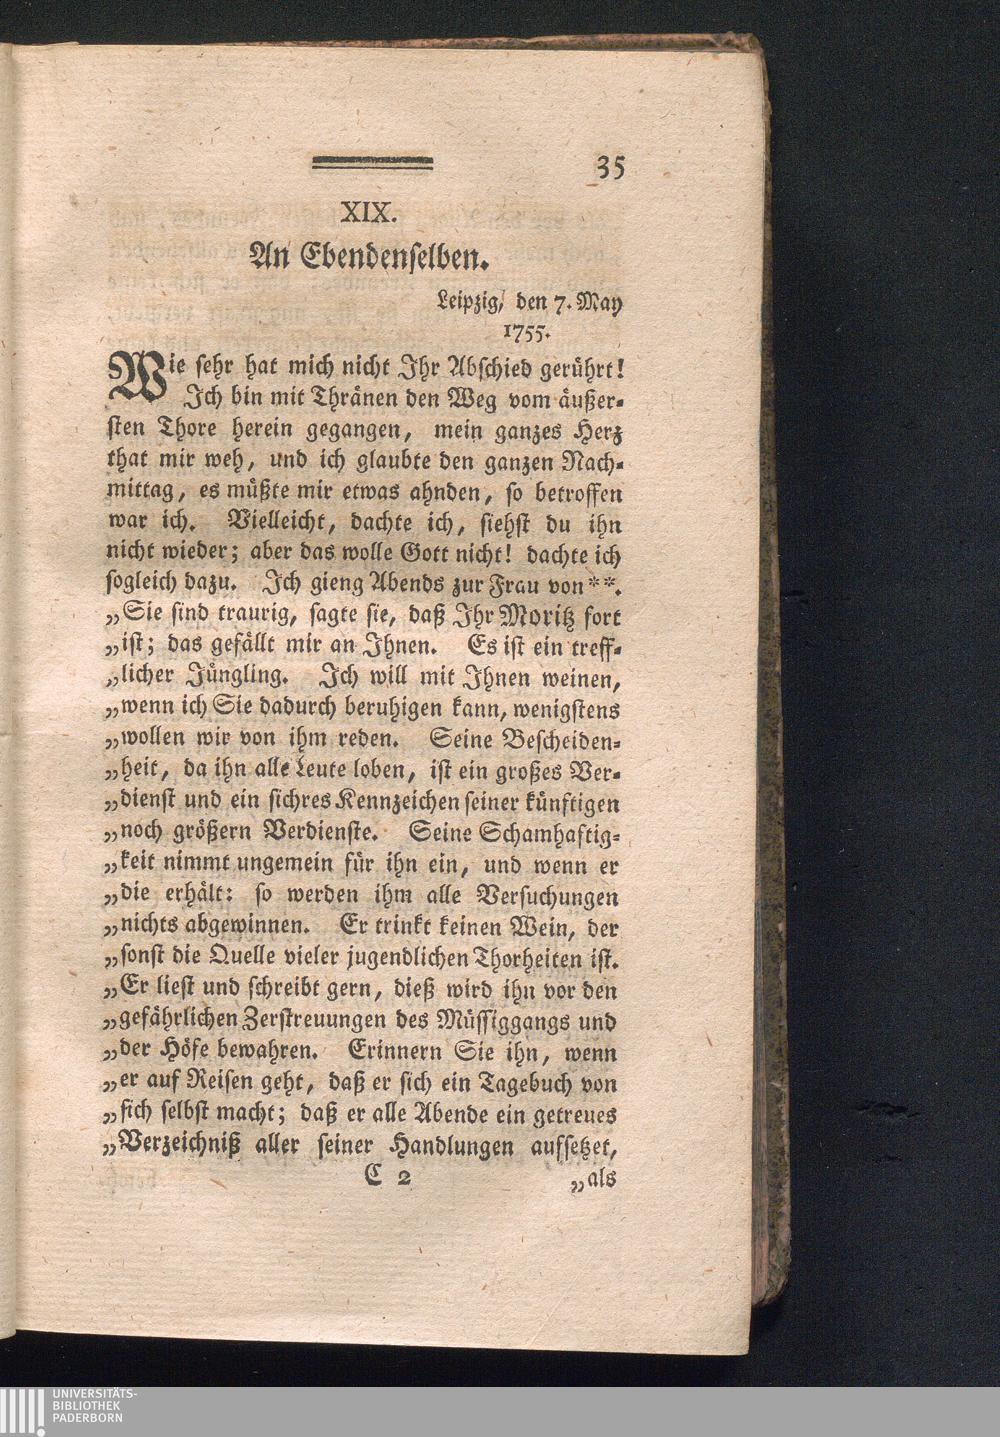 35
XIX.
An Ebendenselben.
Leipzig, den 7. May
1755.
Wie sehr hat mich nicht Ihr Abschied gerührt!
Ich bin mit Thränen den Weg vom äußer-
sten Thore herein gegangen, mein ganzes Herz
that mir weh, und ich glaubte den ganzen Nach-
mittag, es müßte mir etwas ahnden, so betroffen
war ich. Vielleicht, dachte ich, siehst du ihn
nicht wieder; aber das wolle Gott nicht! dachte ich
sogleich dazu. Ich gieng Abends zur Frau von **.
„Sie sind traurig, sagte sie, daß Ihr Moritz fort
„ist; das gefällt mir an Ihnen. Es ist ein treff-
„licher Jüngling. Ich will mit Ihnen weinen,
„wenn ich Sie dadurch beruhigen kann, wenigstens
„wollen wir von ihm reden. Seine Bescheiden-
„heit, da ihn alle Leute loben, ist ein großes Ver-
„dienst und ein sichres Kennzeichen seiner künftigen
„noch größern Verdienste. Seine Schamhaftig-
„keit nimmt ungemein für ihn ein, und wenn er
„die erhält: so werden ihm alle Versuchungen
„nichts abgewinnen. Er trinkt keinen Wein, der
„sonst die Quelle vieler jugendlichen Thorheiten ist.
„Er liest und schreibt gern, dieß wird ihn vor den
„gefährlichen Zerstreuungen des Müssiggangs und
„der Höfe bewahren. Erinnern Sie ihn, wenn
„er auf Reisen geht, daß er sich ein Tagebuch von
„sich selbst macht; daß er alle Abende ein getreues
„Verzeichniß aller seiner Handlungen aufsetzet,
C 2 „als
UNIVERSITÄTS-
BIBLIOTHEK
PADERBORN